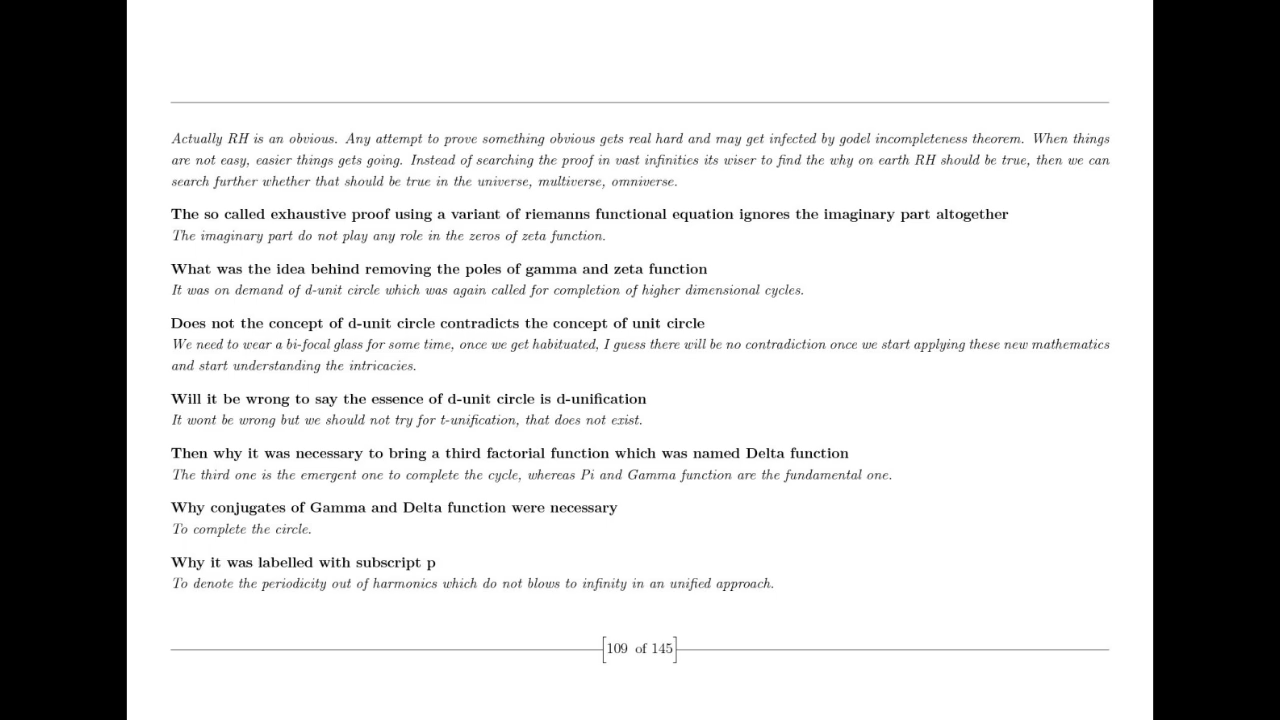 Actually RH is an obvious. Any attempt to prove something obvious gets real hard and may get infected by godel incompleteness theorem. When things
are not easy, easier things gets going. Instead of searching the proof in vast infinities its wiser to find the why on earth RH should be true, then we can
search further whether that should be true in the universe, multiverse, omniverse.
The so called exhaustive proof using a variant of riemanns functional equation ignores the imaginary part altogether
The imaginary part do not play any role in the zeros of zeta function.
What was the idea behind removing the poles of gamma and zeta function
It was on demand of d-unit circle which was again called for completion of higher dimensional cycles.
Does not the concept of d-unit circle contradicts the concept of unit circle
We need to wear a bi-focal glass for some time, once we get habituated, I guess there will be no contradiction once we start applying these new mathematics
and start understanding the intricacies.
Will it be wrong to say the essence of d-unit circle is d-unification
It wont be wrong but we should not try for t-unification, that does not exist.
Then why it was necessary to bring a third factorial function which was named Delta function
The third one is the emergent one to complete the cycle, whereas Pi and Gamma function are the fundamental one.
Why conjugates of Gamma and Delta function were necessary
To complete the circle.
Why it was labelled with subscript p
To denote the periodicity out of harmonics which do not blows to infinity in an unified approach.
109 of 145